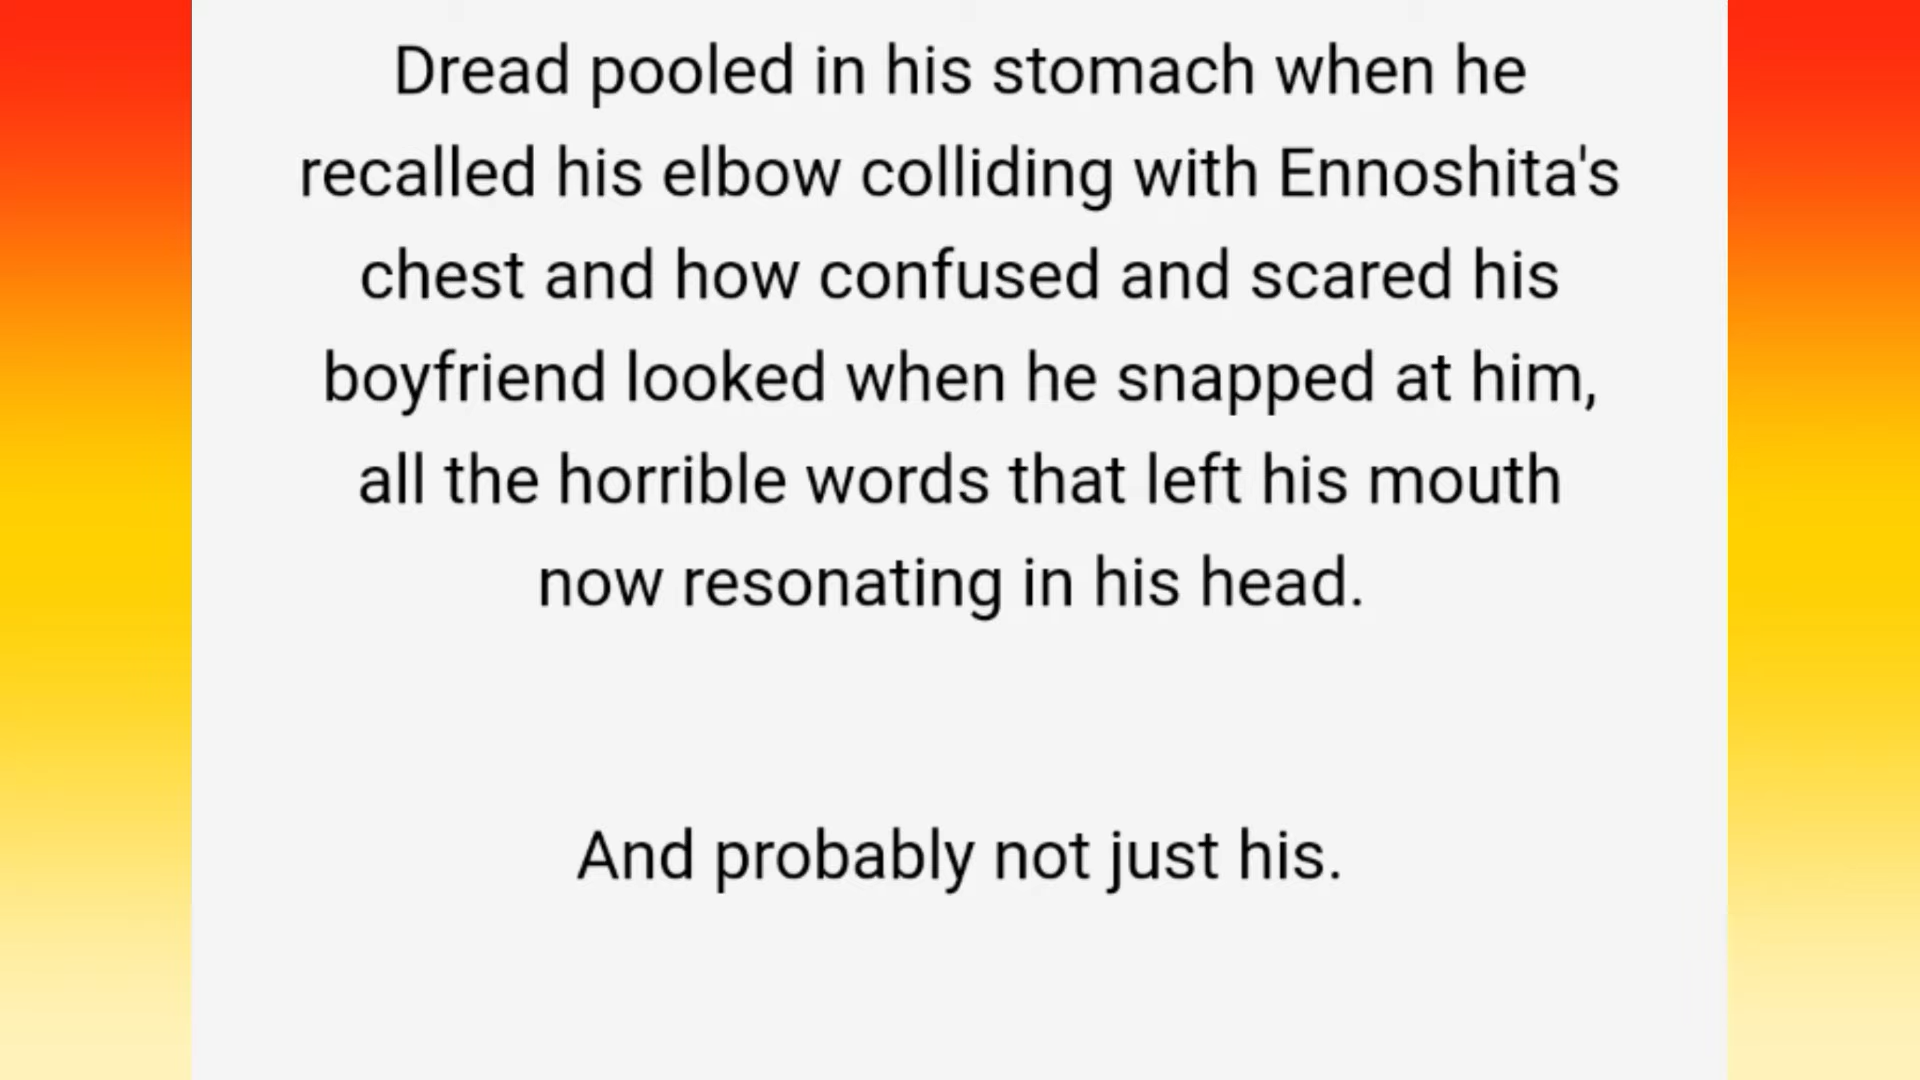 Dread pooled in his stomach when he
recalled his elbow colliding with Ennoshita's
chest and how confused and scared his
boyfriend looked when he snapped at him,
all the horrible words that left his mouth
now resonating in his head.
And probably not just his.